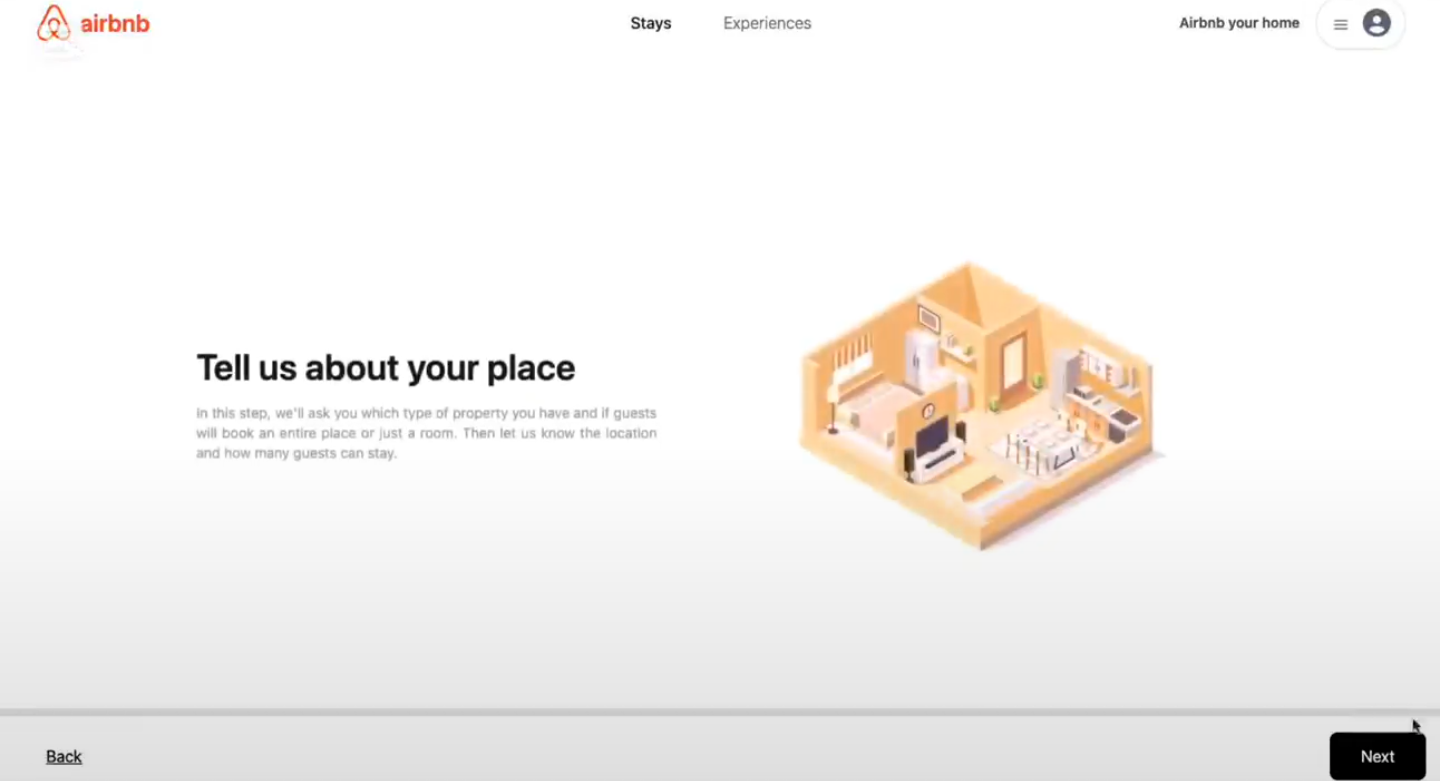 airbnb
Stays
Experiences
Airbnb your home
Tell us about your place
In this step, we'll ask you which type of property you have and if guests
will book an entire place or just a room. Then let us know the location
and how many guests can stay.
Back
Next